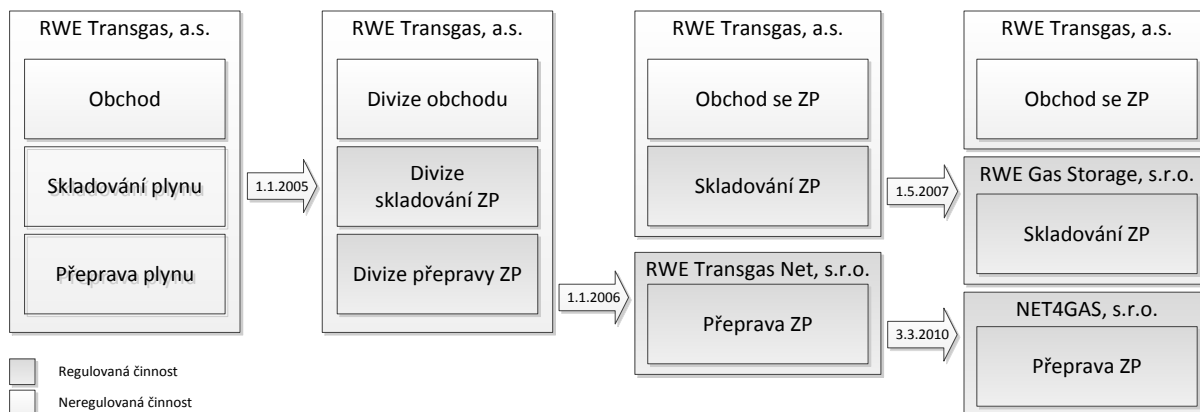 RWE Transgas, a.s.
Obchod
Skladování plynu
Přeprava plynu
1.1.2005
RWE Transgas, a.s.
Divize obchodu
Divize
skladování ZP
Divize přepravy ZP
1.1.2006
RWE Transgas, a.s.
Obchod se ZP
Skladování ZP
RWE Transgas Net, s.r.o.
Přeprava ZP
1.5.2007
3.3.2010
RWE Transgas, a.s.
Obchod se ZP
RWE Gas Storage, s.r.o.
Skladování ZP
NET4GAS, s.r.o.
Přeprava ZP
Regulovaná činnost
Neregulovaná činnost